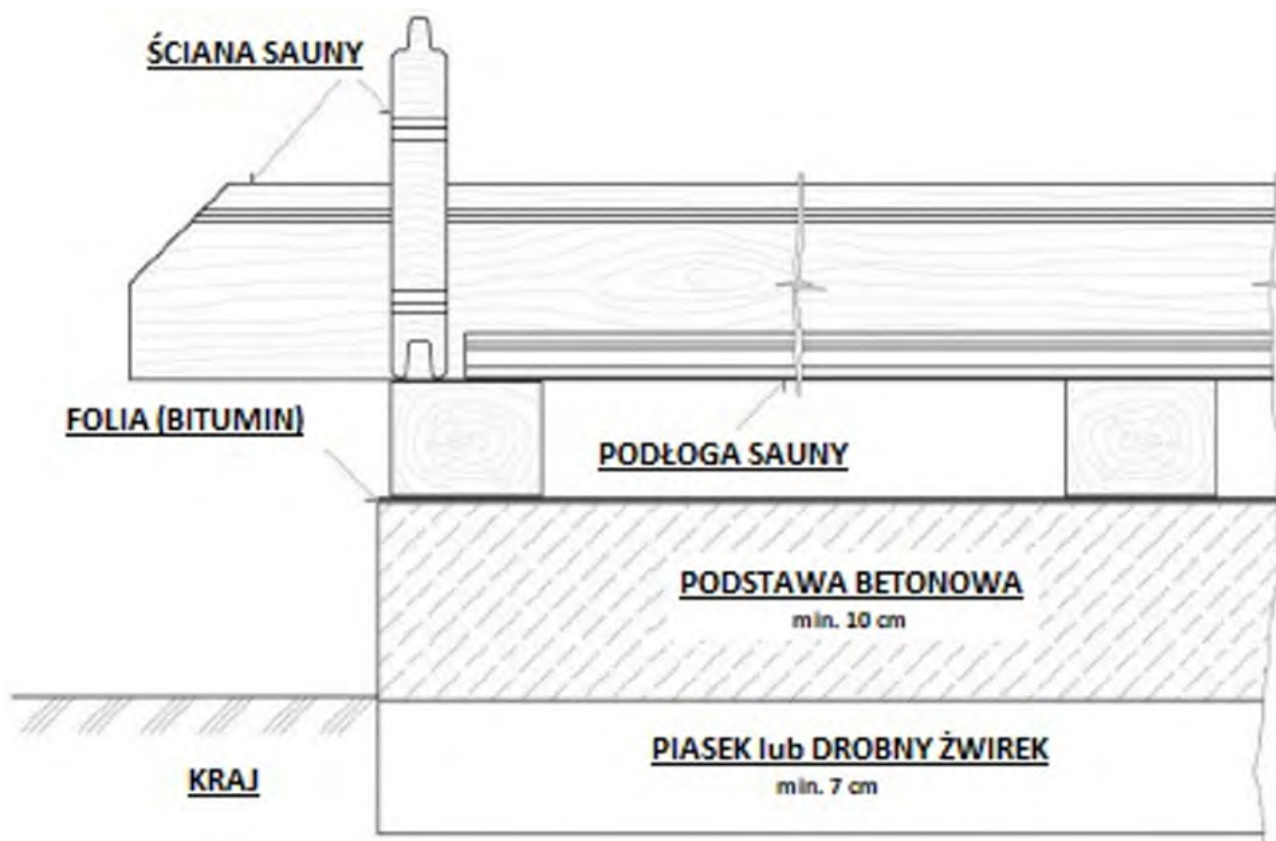 ŚCIANA SAUNY
FOLIA (BITUMIN)
PODŁOGA SAUNY
PODSTAWA BETONOWA
min. 10 cm
PIASEK lub DROBNY ŻWIREK
min. 7 cm
KRAJ